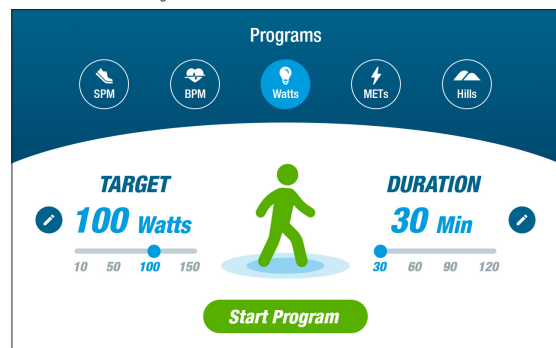 Programs
SPM
BPM
Watts
METs
Hills
TARGET
100 Watts
10 50 100 150
DURATION
30 Min
30 60 90 120
Start Program